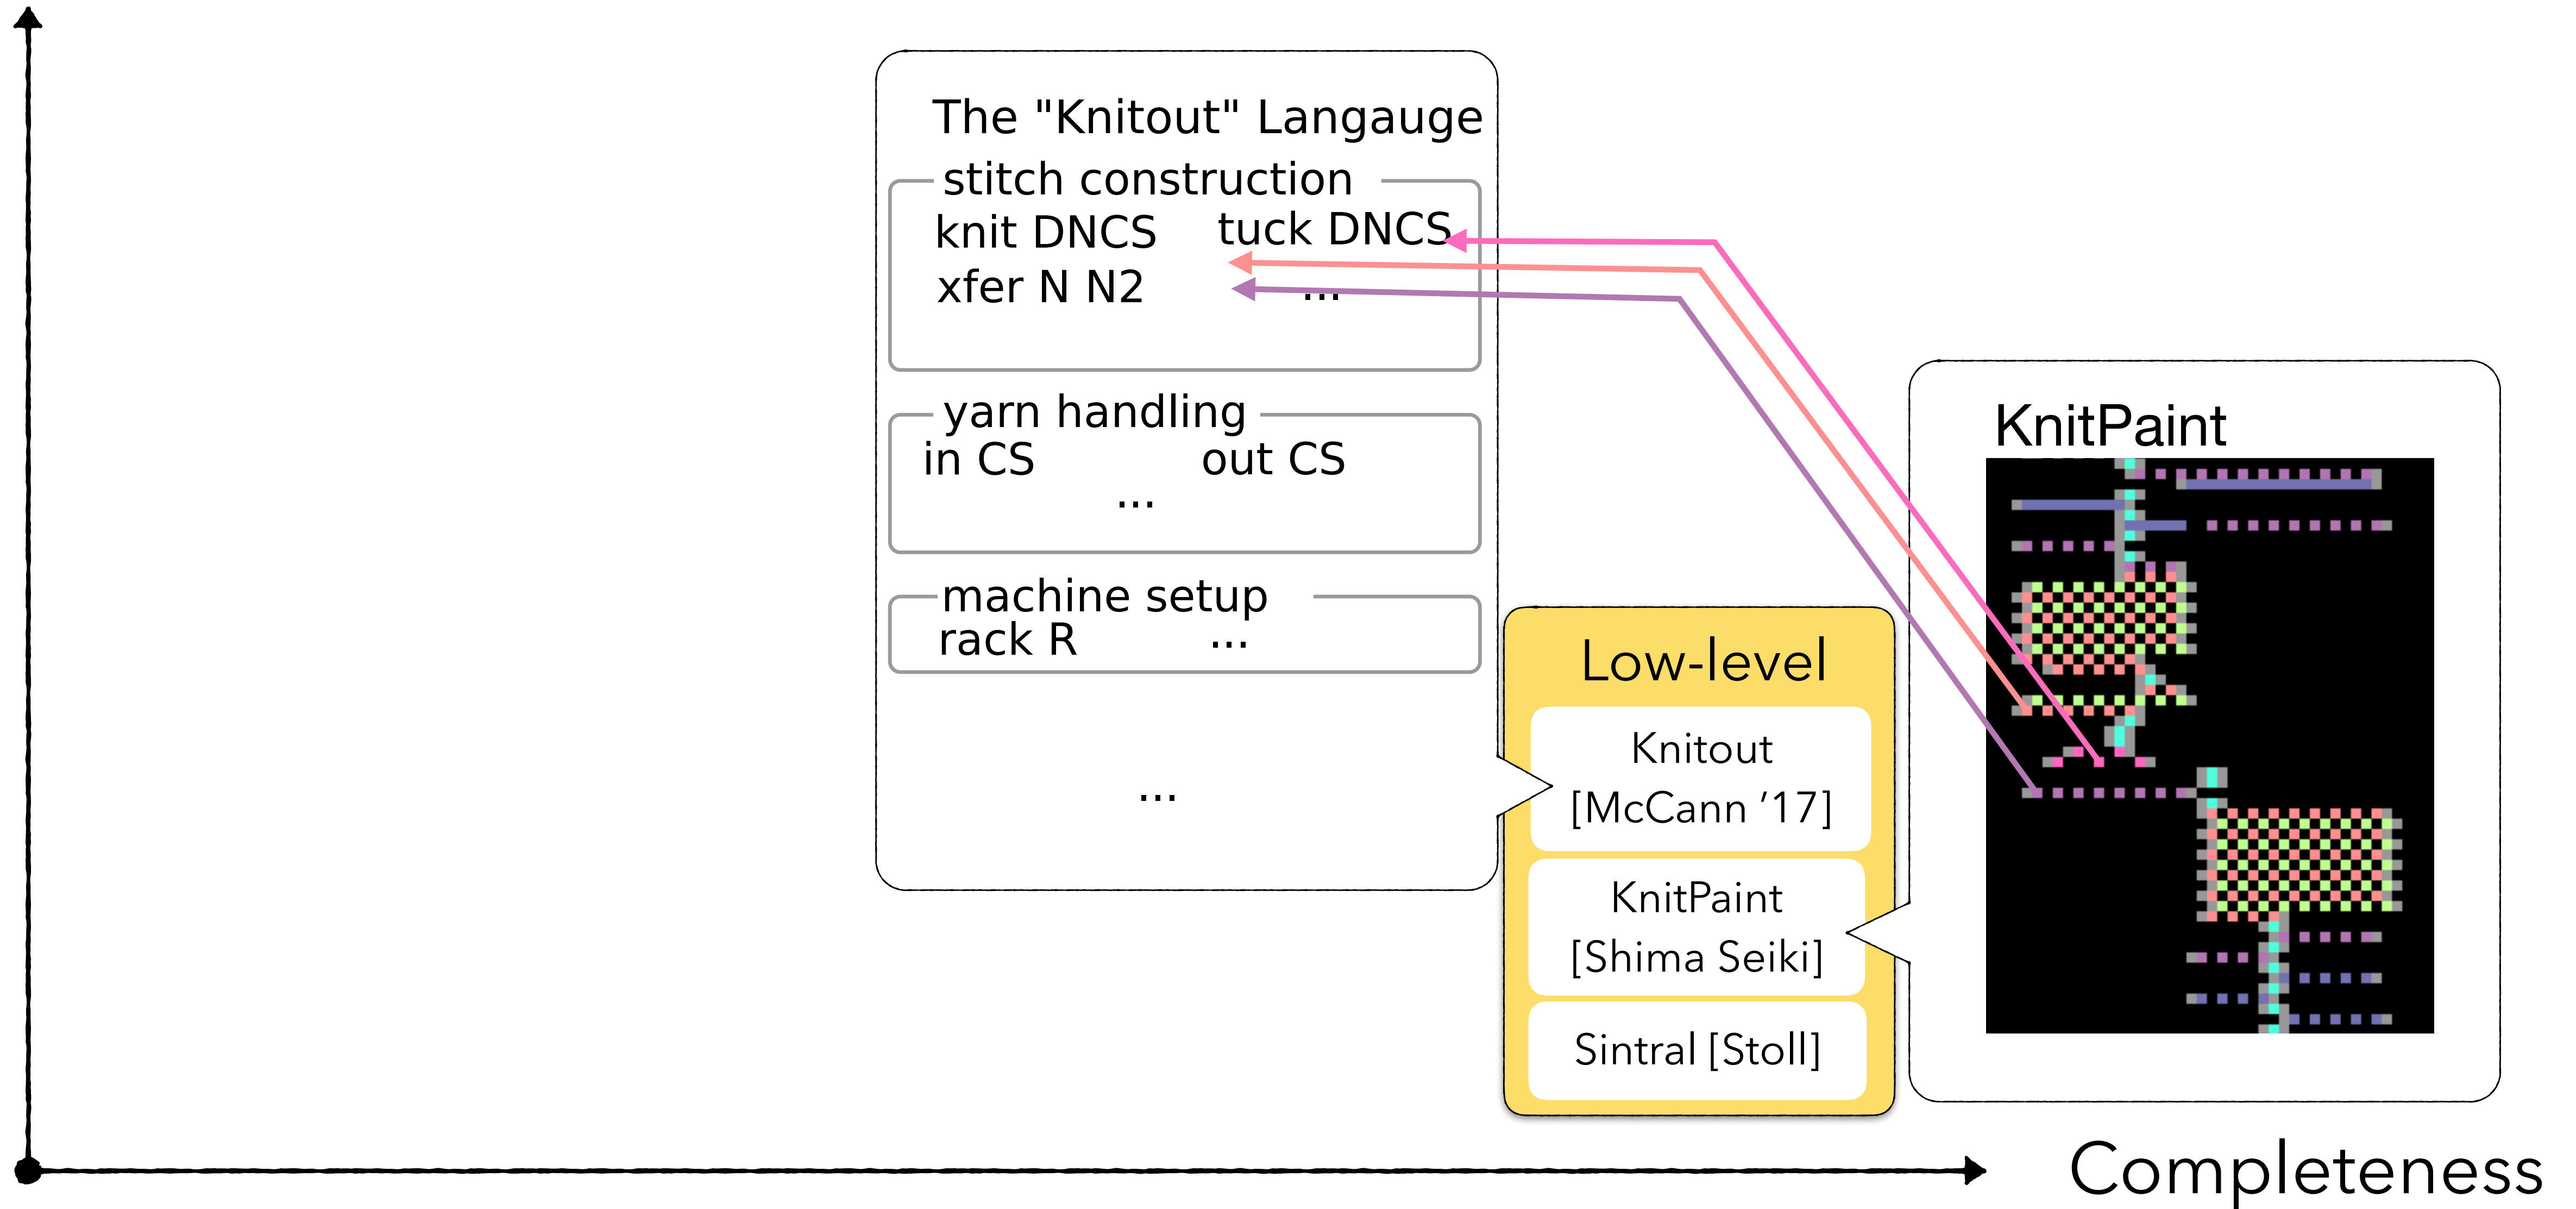 The "Knitout" Langauge
stitch construction
knit DNCS tuck DNCS
xfer N N2 ...
yarn handling
in CS out CS
...
machine setup
rack R ...
...
Low-level
Knitout
[McCann ’17]
KnitPaint
[Shima Seiki]
Sintral [Stoll]
KnitPaint
Completeness